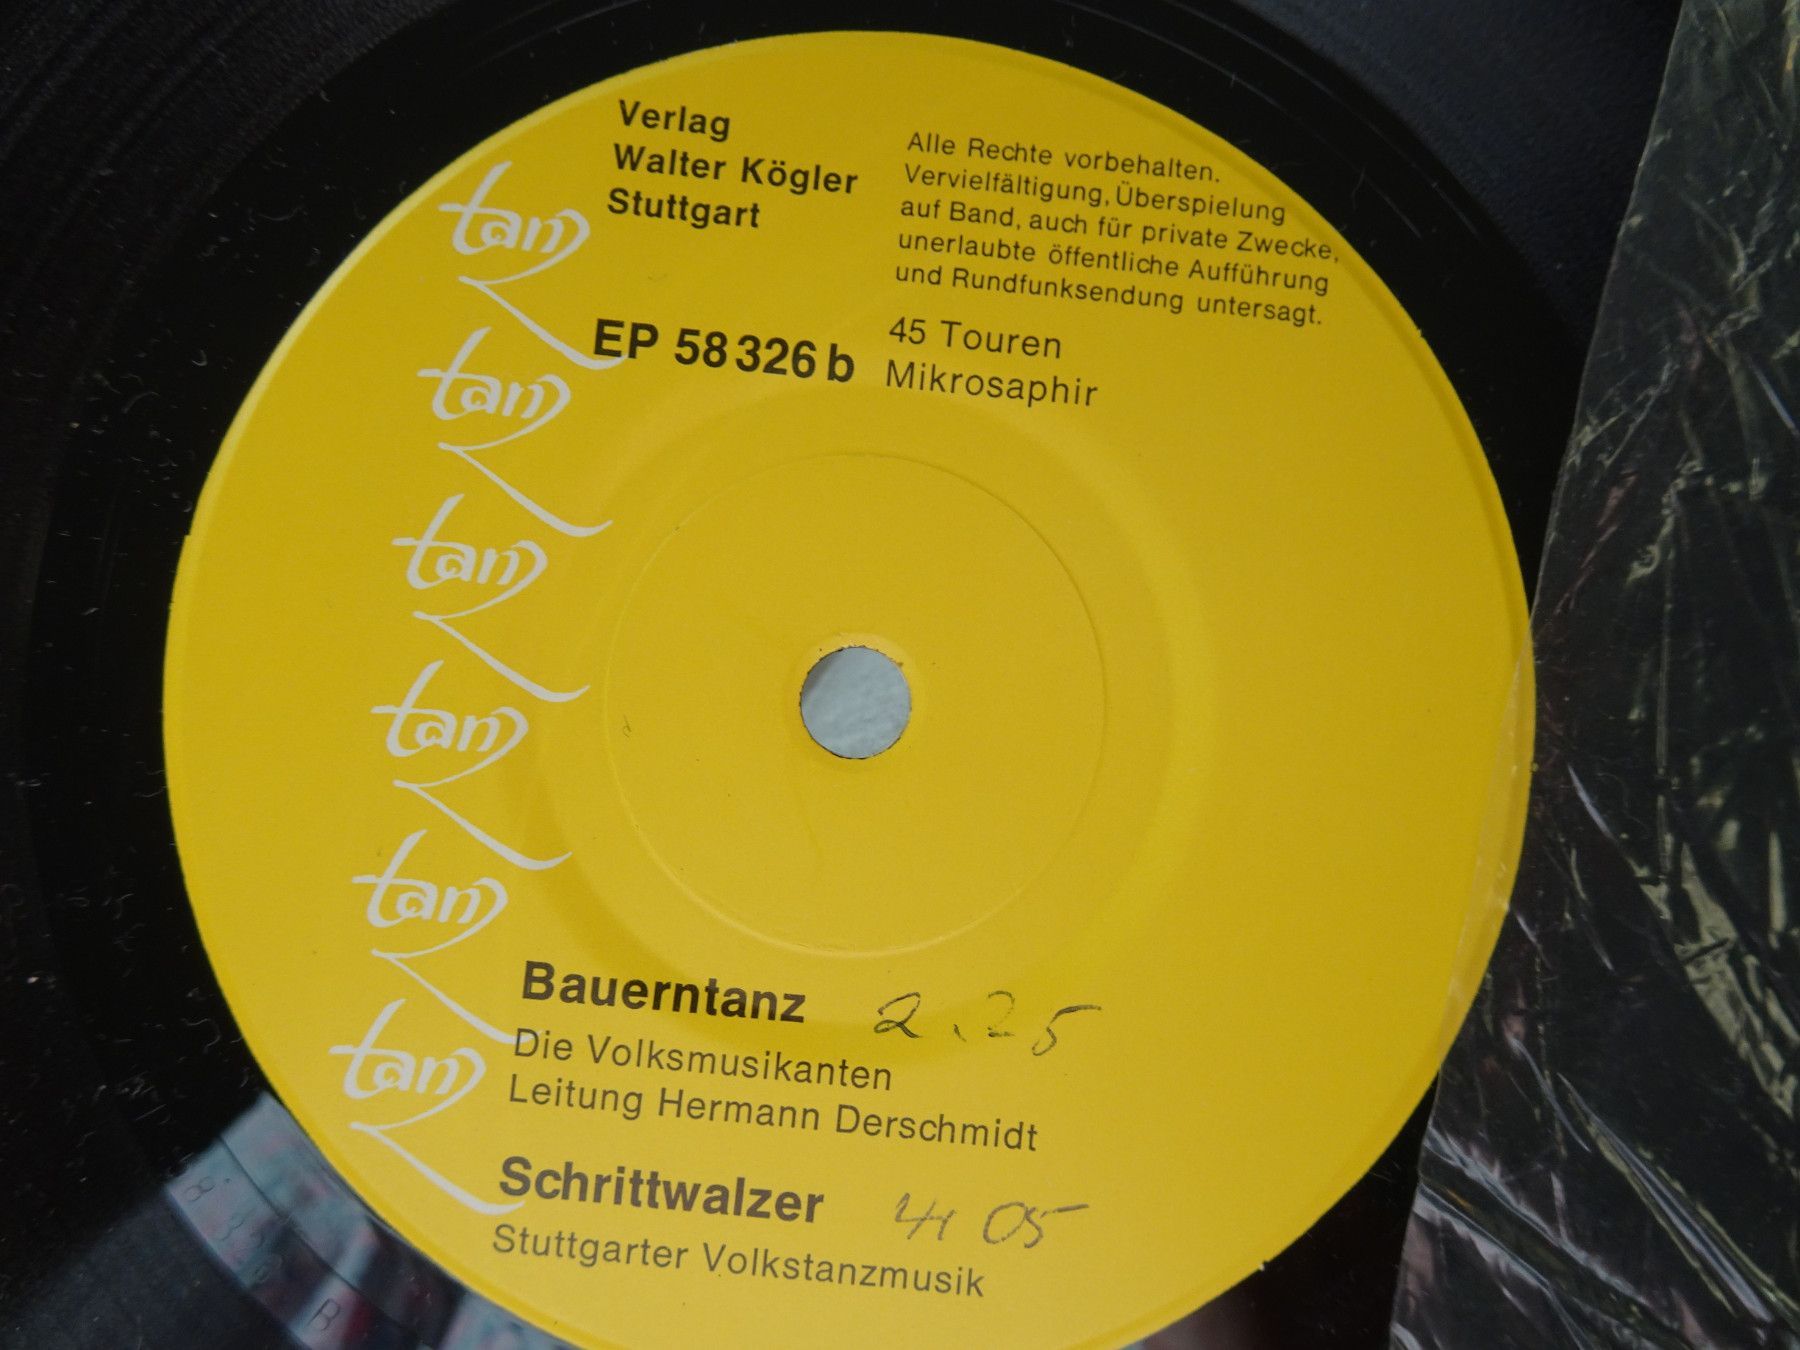 Verlag
Walter Kögler
Stuttgart
Alle Rechte vorbehalten.
Vervielfältigung, Überspielung
auf Band, auch für private Zwecke,
unerlaubte öffentliche Aufführung
und Rundfunksendung untersagt.
EP 58 326 b
45 Touren
Mikrosaphir
tanz
tanz
tanz
tanz
tanz
tanz
Bauerntanz 2.25
Die Volksmusikanten
Leitung Hermann Derschmidt
Schrittwalzer 4,05
Stuttgarter Volkstanzmusik